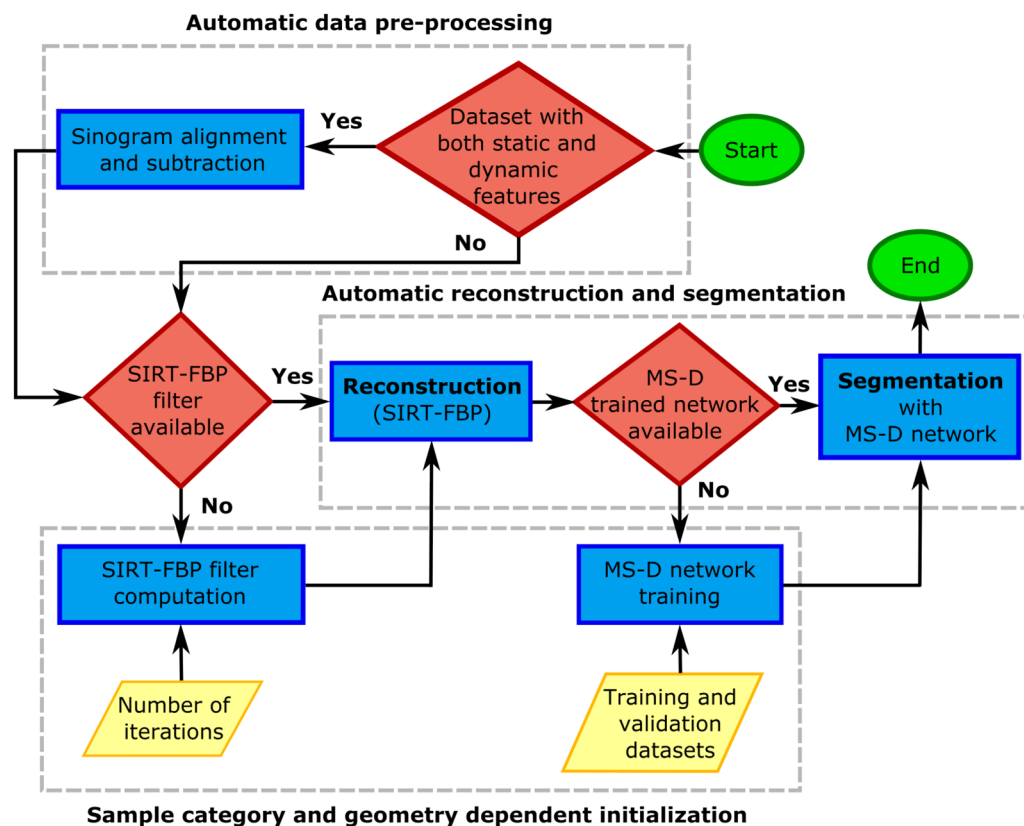 Automatic data pre-processing
Sinogram alignment
and subtraction
Yes
Dataset with
both static and
dynamic
features
Start
No
End
Automatic reconstruction and segmentation
SIRT-FBP
filter
available
Yes
Reconstruction
(SIRT-FBP)
MS-D
trained network
available
Yes
Segmentation
with
MS-D network
No
No
SIRT-FBP filter
computation
MS-D network
training
Number of
iterations
Training and
validation
datasets
Sample category and geometry dependent initialization